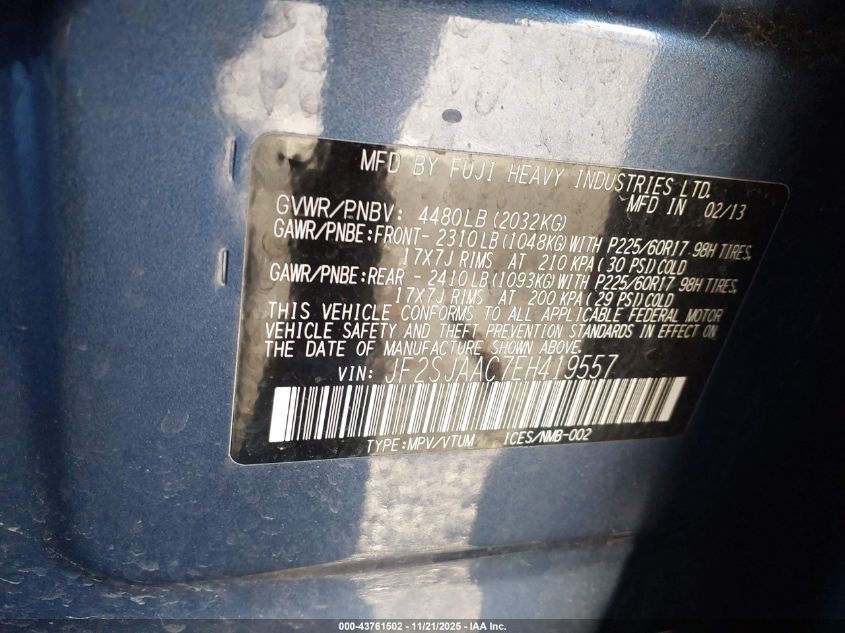 MFD BY FUJI HEAVY INDUSTRIES LTD.
MFD IN 02/13
GVWR/PNBV: 4480LB (2032KG)
GAWR/PNBE:FRONT- 2310LB (1048KG) WITH P225/60R17 98H TIRES,
17X7J RIMS AT 210 KPA( 30 PSI)COLD
GAWR/PNBE:REAR - 2410LB (1093KG) WITH P225/60R17 98H TIRES,
17X7J RIMS AT 200 KPA( 29 PSI)COLD
THIS VEHICLE CONFORMS TO ALL APPLICABLE FEDERAL MOTOR
VEHICLE SAFETY AND THEFT PREVENTION STANDARDS IN EFFECT ON
THE DATE OF MANUFACTURE SHOWN ABOVE.
VIN: JF2SJAAC7EH419557
TYPE:MPV/VTUM ICES/NMB-002
000-43761502 - 11/21/2025 - IAA Inc.